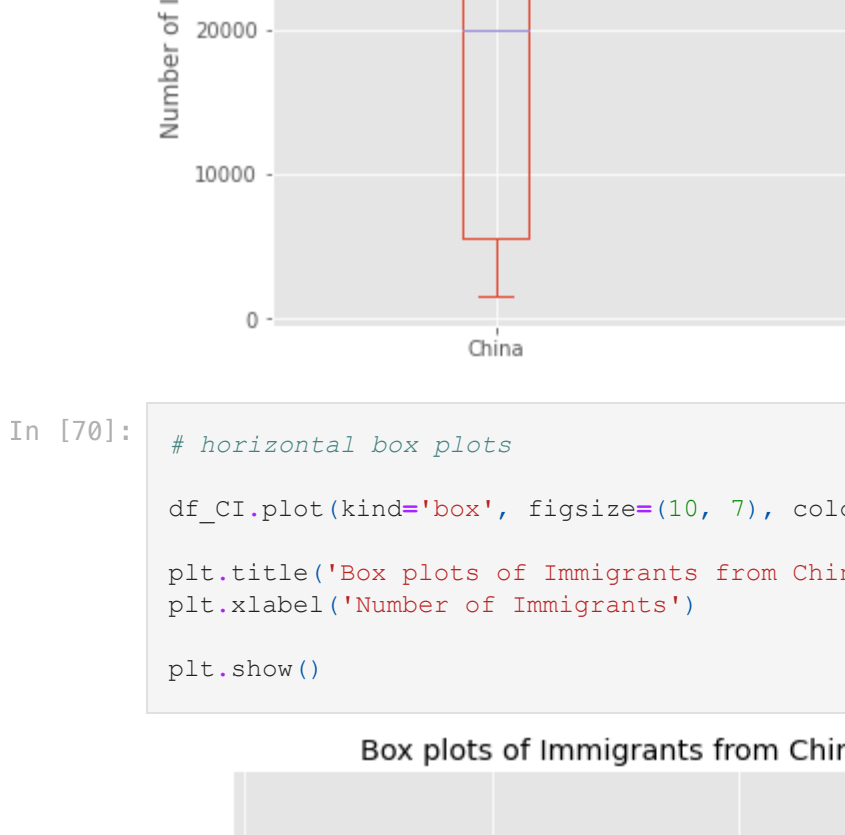 Number of
20000
10000
0
China
In [70]:
# horizontal box plots
df_CI.plot(kind='box', figsize=(10, 7), colo
plt.title('Box plots of Immigrants from Chin
plt.xlabel('Number of Immigrants')
plt.show()
Box plots of Immigrants from Chin